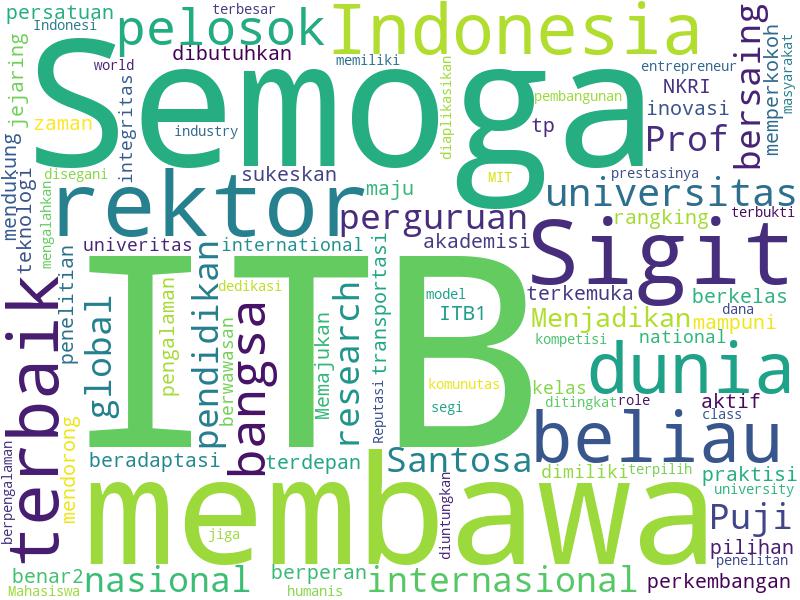 persatuan
terbesar
Indonesi
pelosok
Indonesia
world
dibutuhkan
memiliki
entrepreneur
jejaring
Semoga
diaplikasikan
pembangunan
NKRI
bersaing
memperkokoh
masyarakat
zaman
integritas
industry
tp
inovasi
Prof
mendukung
teknologi
mengalahkan
disegani
sukeskan
maju
MIT
prestasinya
rektor
universitas
perguruan
rangking
terbukti
univeritas
international
akademisi
Sigit
terbaik
penelitian
global
pengalaman
pendidikan
berwawasan
dedikasi
bangsa
Memajukan
research
transportasi
ITB
model
ITB1
terkemuka
berkelas
dana
Menjadikan
mampuni
kompetisi
national
dunia
komunutas
segi
Reputasi
kelas
ditingkat
role
aktif
class
mendorong
berpengalaman
beradaptasi
terdepan
Santosa
beliau
dimiliki
terpilih
praktisi
university
membawa
diuntungkan
jiga
Puji
pilihan
penelitan
benar2
Mahasiswa
nasional
berperan
humanis
internasional
perkembangan